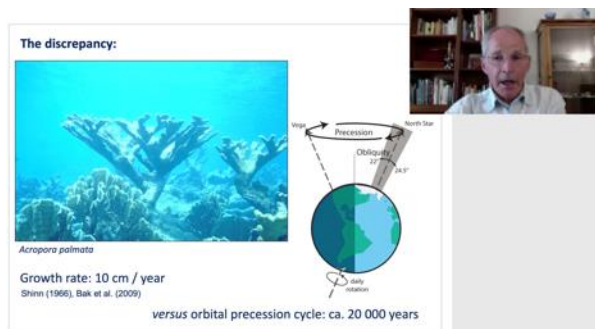 The discrepancy:
Vega
North Star
Precession
Obliquity
22°
24.5°
Acropora palmata
daily
rotation
Growth rate: 10 cm / year
Shinn (1966), Bak et al. (2009)
versus orbital precession cycle: ca. 20 000 years